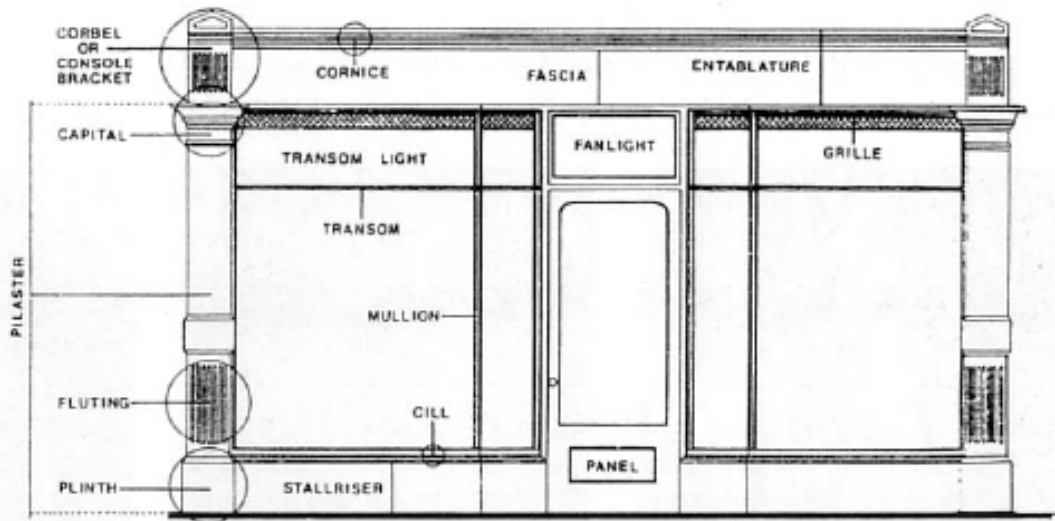 CORBEL
OR
CONSOLE
BRACKET
CORNICE
FASCIA
ENTABLATURE
CAPITAL
TRANSOM LIGHT
FANLIGHT
GRILLE
TRANSOM
PILASTER
MULLION
FLUTING
CILL
PLINTH
STALLRISER
PANEL